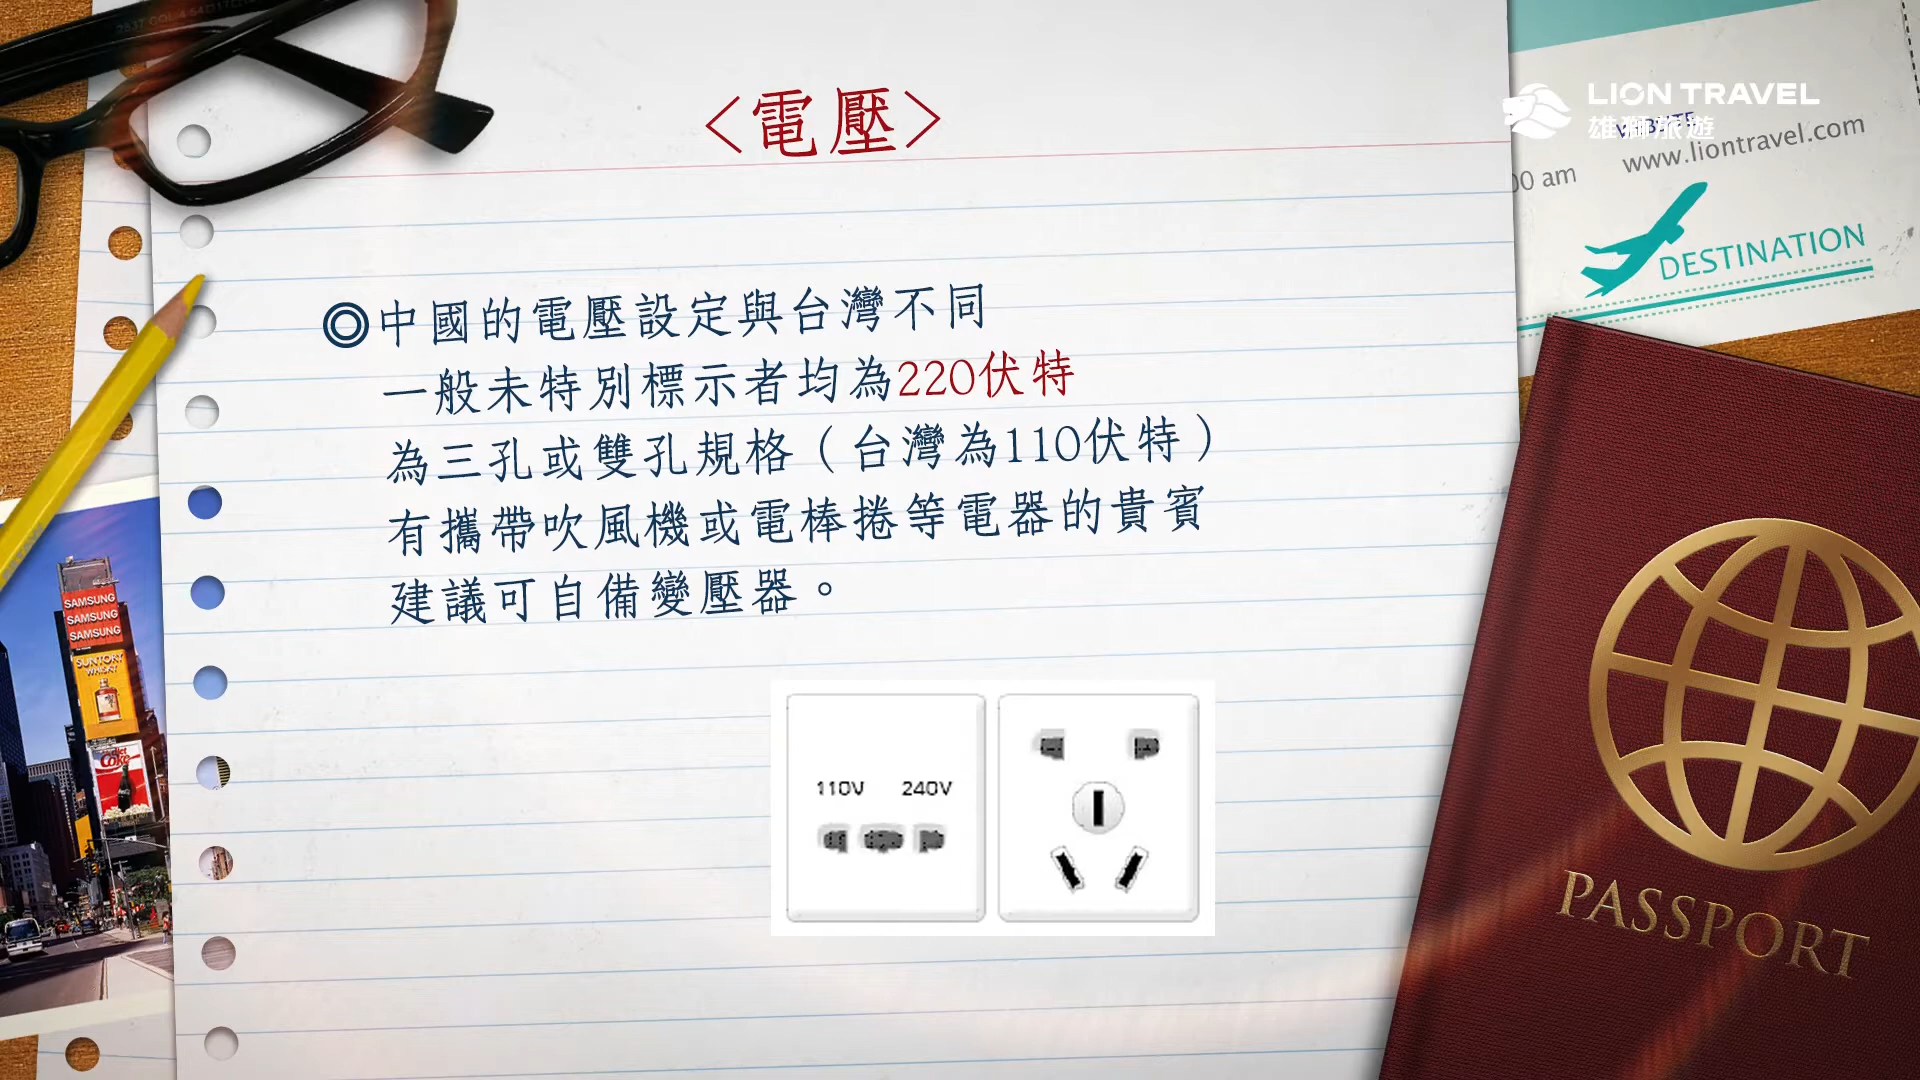 <電壓>
LION TRAVEL
雄獅旅遊
www.liontravel.com
00 am
DESTINATION
◎中國的電壓設定與台灣不同
一般未特別標示者均為220伏特
為三孔或雙孔規格（台灣為110伏特）
有攜帶吹風機或電棒捲等電器的貴賓
建議可自備變壓器。
SAMSUNG
SAMSUNG
SAMSUNG
SUNTORY
WHISKY
Coke
110V 240V
PASSPORT